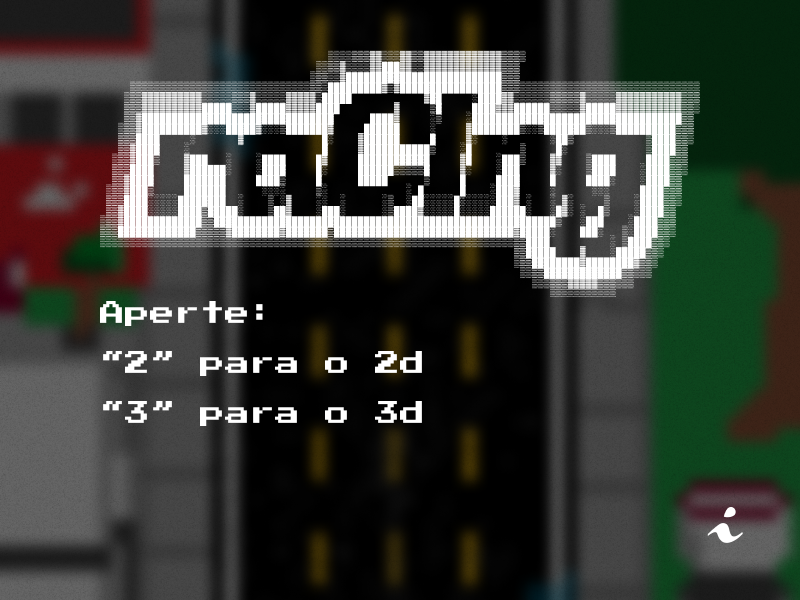 raCIng
Aperte:
“2” para o 2d
“3” para o 3d
i